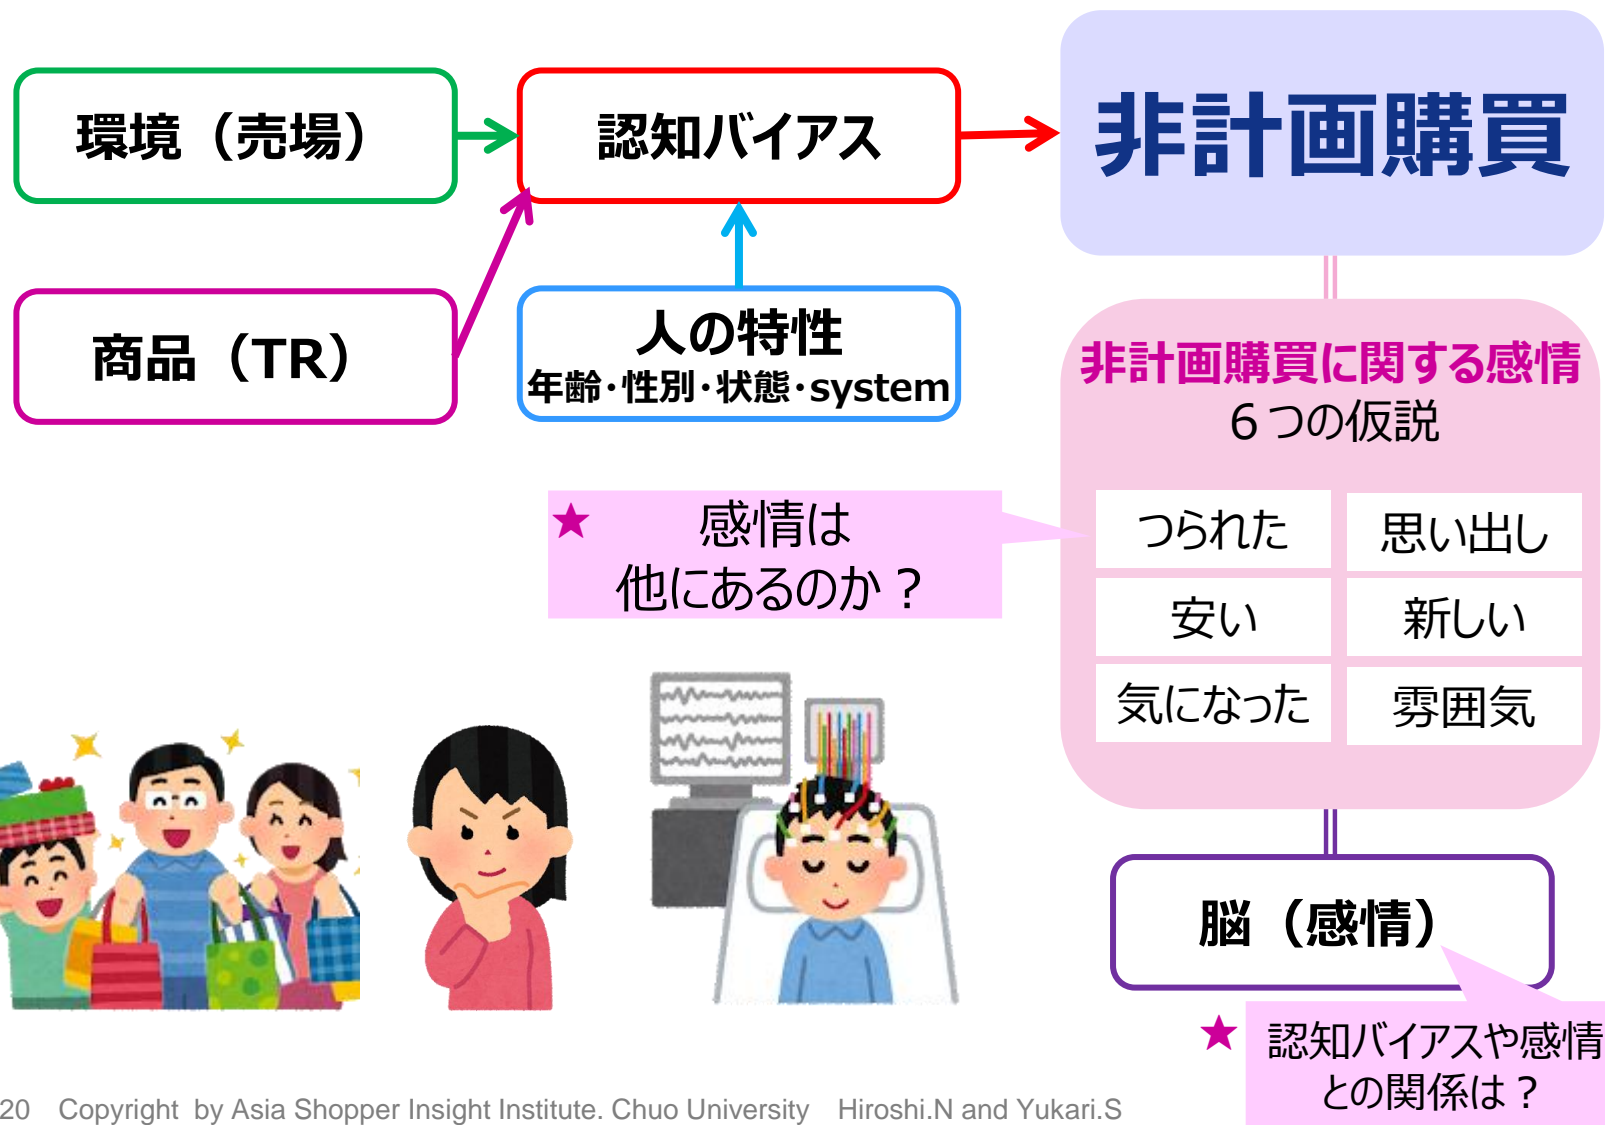 環境（売場）
認知バイアス
非計画購買
商品（TR）
人の特性
年齢・性別・状態・system
非計画購買に関する感情
６つの仮説
★ 感情は
他にあるのか？
つられた
思い出し
安い
新しい
気になった
雰囲気
脳（感情）
★ 認知バイアスや感情
との関係は？
20 Copyright by Asia Shopper Insight Institute. Chuo University Hiroshi.N and Yukari.S